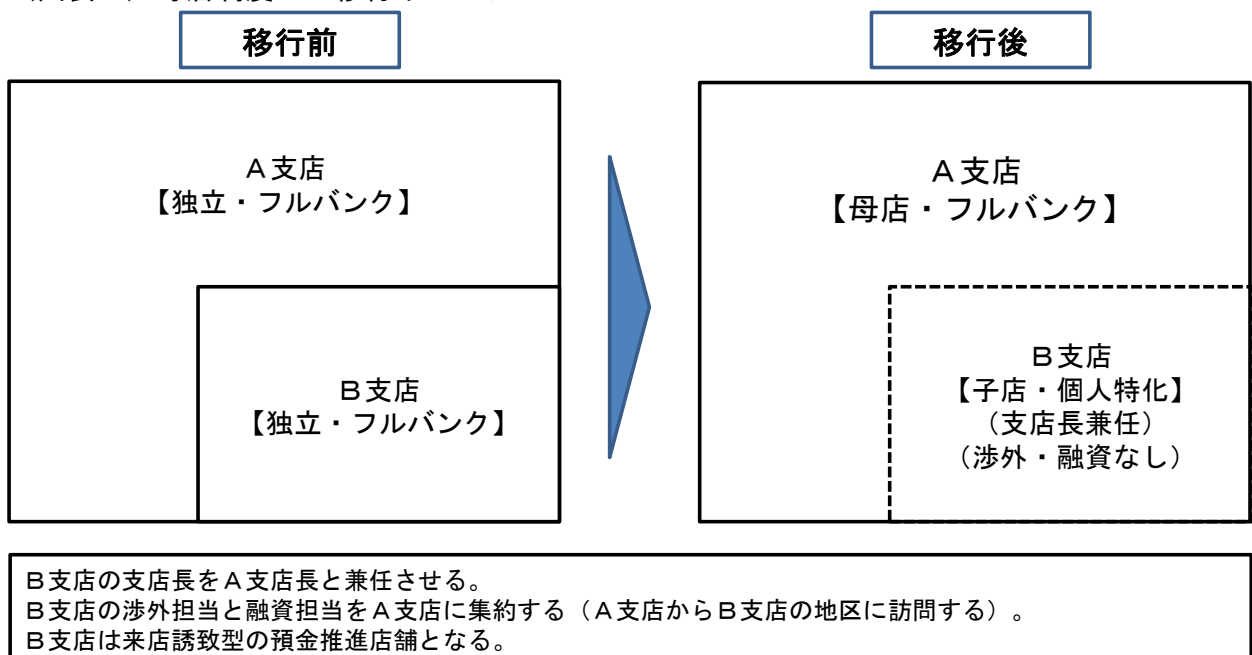 移行前
移行後
A支店
【独立・フルバンク】
B支店
【独立・フルバンク】
A支店
【母店・フルバンク】
B支店
【子店・個人特化】
(支店長兼任)
(渉外・融資なし)
B支店の支店長をA支店長と兼任させる。
B支店の渉外担当と融資担当をA支店に集約する(A支店からB支店の地区に訪問する)。
B支店は来店誘致型の預金推進店舗となる。